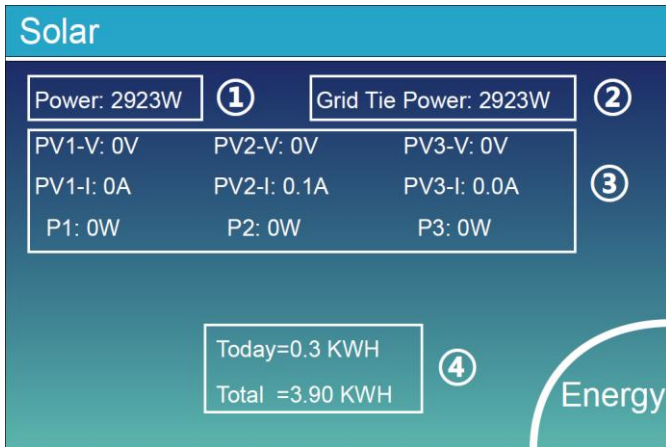 Solar
Power: 2923W ① Grid Tie Power: 2923W ②
PV1-V: 0V PV2-V: 0V PV3-V: 0V
PV1-I: 0A PV2-I: 0.1A PV3-I: 0.0A ③
P1: 0W P2: 0W P3: 0W
Today=0.3 KWH
④
Total =3.90 KWH
Energy